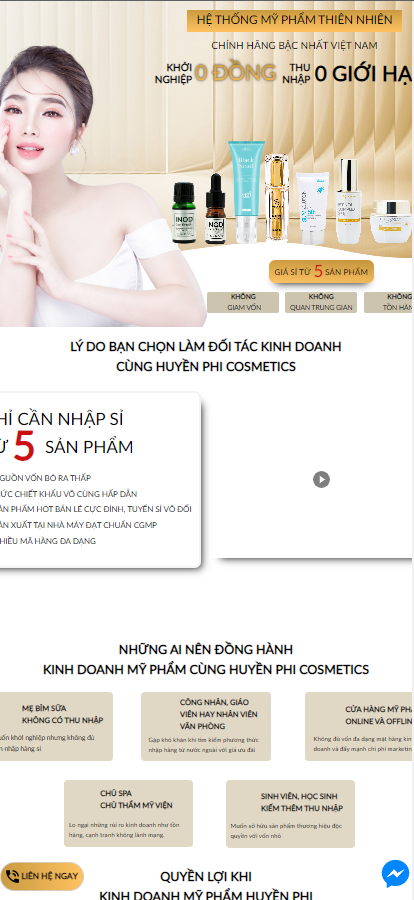 HỆ THỐNG MỸ PHẨM THIÊN NHIÊN
CHÍNH HÃNG BẬC NHẤT VIỆT NAM
KHỞI NGHIỆP 0 ĐỒNG THU NHẬP 0 GIỚI HẠ
GIÁ SỈ TỪ 5 SẢN PHẨM
KHÔNG
GIAM VỐN
KHÔNG
QUAN TRUNG GIAN
KHÔNG
TỒN HÀN
LÝ DO BẠN CHỌN LÀM ĐỐI TÁC KINH DOANH
CÙNG HUYỀN PHI COSMETICS
HỈ CẦN NHẬP SỈ
Ừ 5 SẢN PHẨM
GUỒN VỐN BỎ RA THẤP
ỨC CHIẾT KHẤU VÔ CÙNG HẤP DẪN
ẢN PHẨM HOT BÁN LẺ CỰC ĐỈNH, TUYỂN SỈ VÔ ĐỐI
ẢN XUẤT TẠI NHÀ MÁY ĐẠT CHUẨN CGMP
HIỀU MÃ HÀNG ĐA DẠNG
NHỮNG AI NÊN ĐỒNG HÀNH
KINH DOANH MỸ PHẨM CÙNG HUYỀN PHI COSMETICS
MẸ BỈM SỮA
KHÔNG CÓ THU NHẬP
uốn khởi nghiệp nhưng không đủ
n nhập hàng sỉ
CÔNG NHÂN, GIÁO
VIÊN HAY NHÂN VIÊN
VĂN PHÒNG
Gặp khó khăn khi tìm kiếm phương thức
nhập hàng từ nước ngoài với giá ưu đãi
CỬA HÀNG MỸ PHẨ
ONLINE VÀ OFFLIN
Không đủ vốn đa dạng mặt hàng kin
doanh và đẩy mạnh chi phí marketin
CHỦ SPA
CHỦ THẨM MỸ VIỆN
Lo ngại những rủi ro kinh doanh như tồn
hàng, cạnh tranh không lành mạng.
SINH VIÊN, HỌC SINH
KIẾM THÊM THU NHẬP
Muốn sở hữu sản phẩm thương hiệu độc
quyền với vốn nhỏ
LIÊN HỆ NGAY
QUYỀN LỢI KHI
KINH DOANH MỸ PHẨM HUYỀN PHI